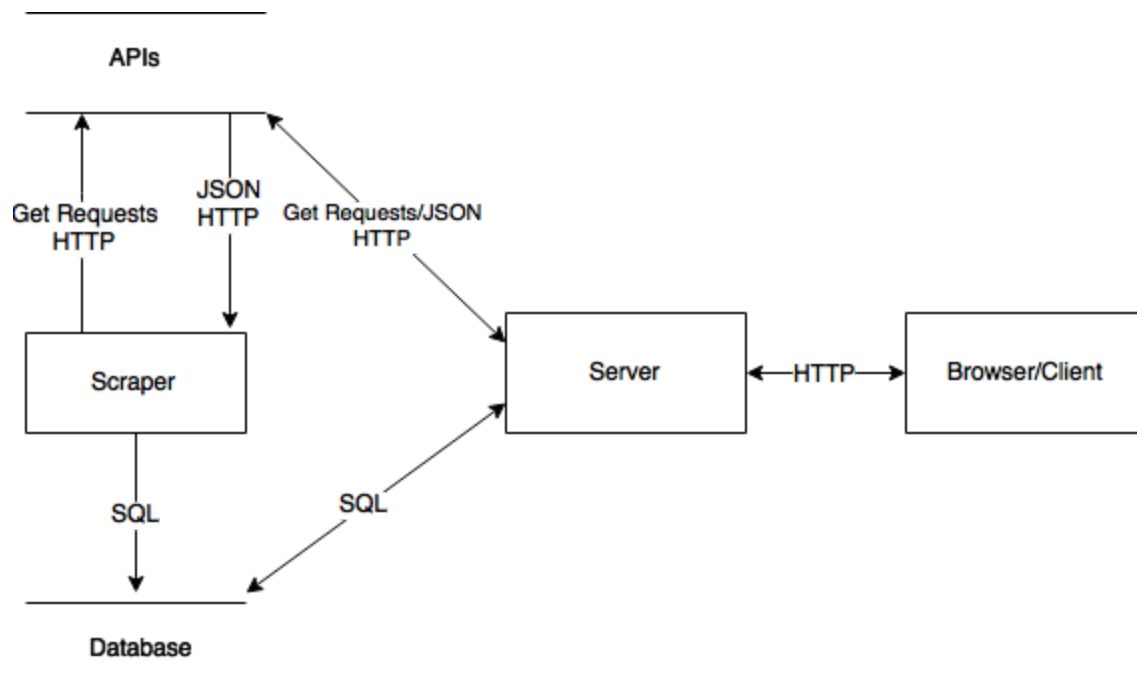 APIs
Get Requests
HTTP
JSON
HTTP
Get Requests/JSON
HTTP
Scraper
Server
HTTP
Browser/Client
SQL
SQL
Database